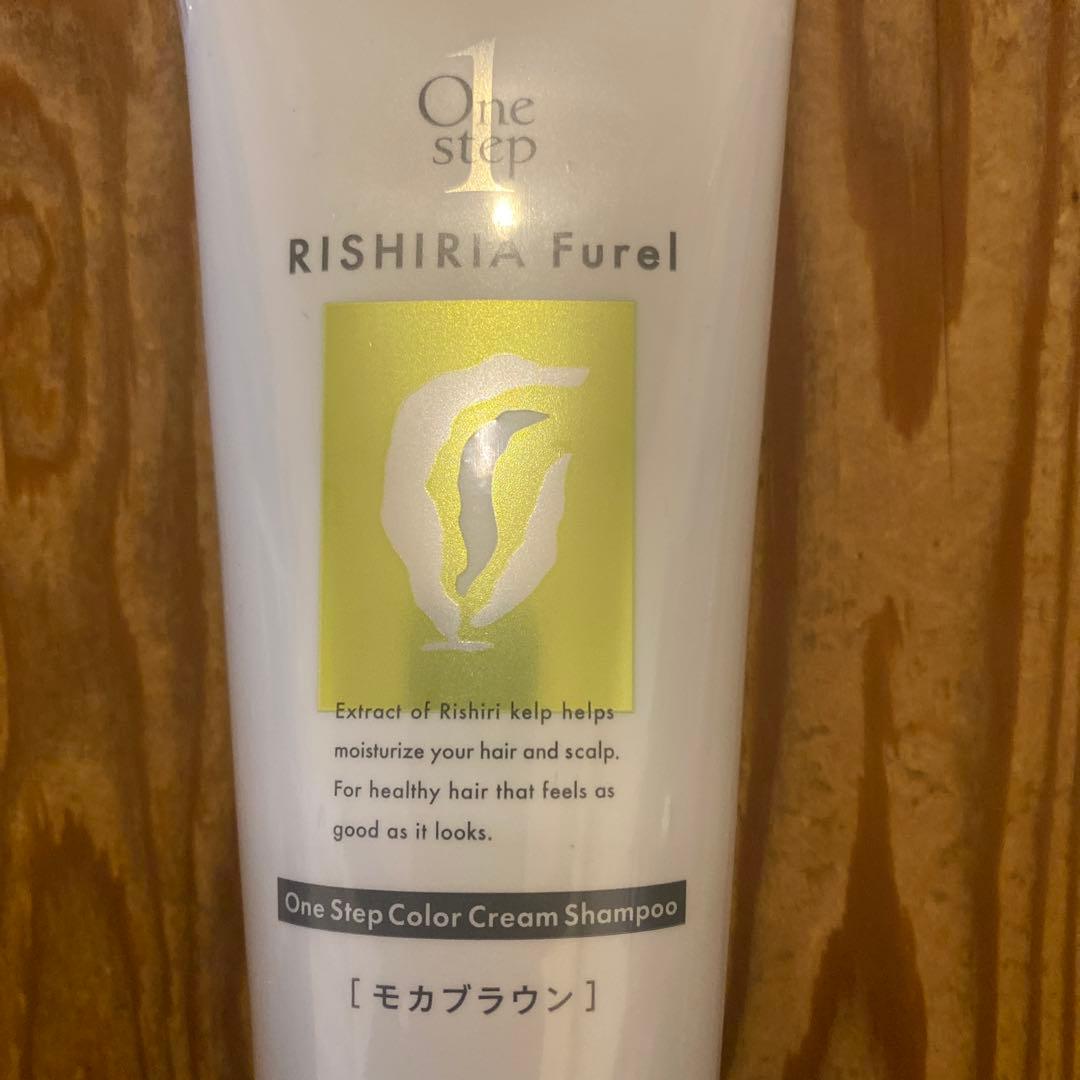 1
One
step
RISHIRIA Furel
Extract of Rishiri kelp helps
moisturize your hair and scalp.
For healthy hair that feels as
good as it looks.
One Step Color Cream Shampoo
[モカブラウン]